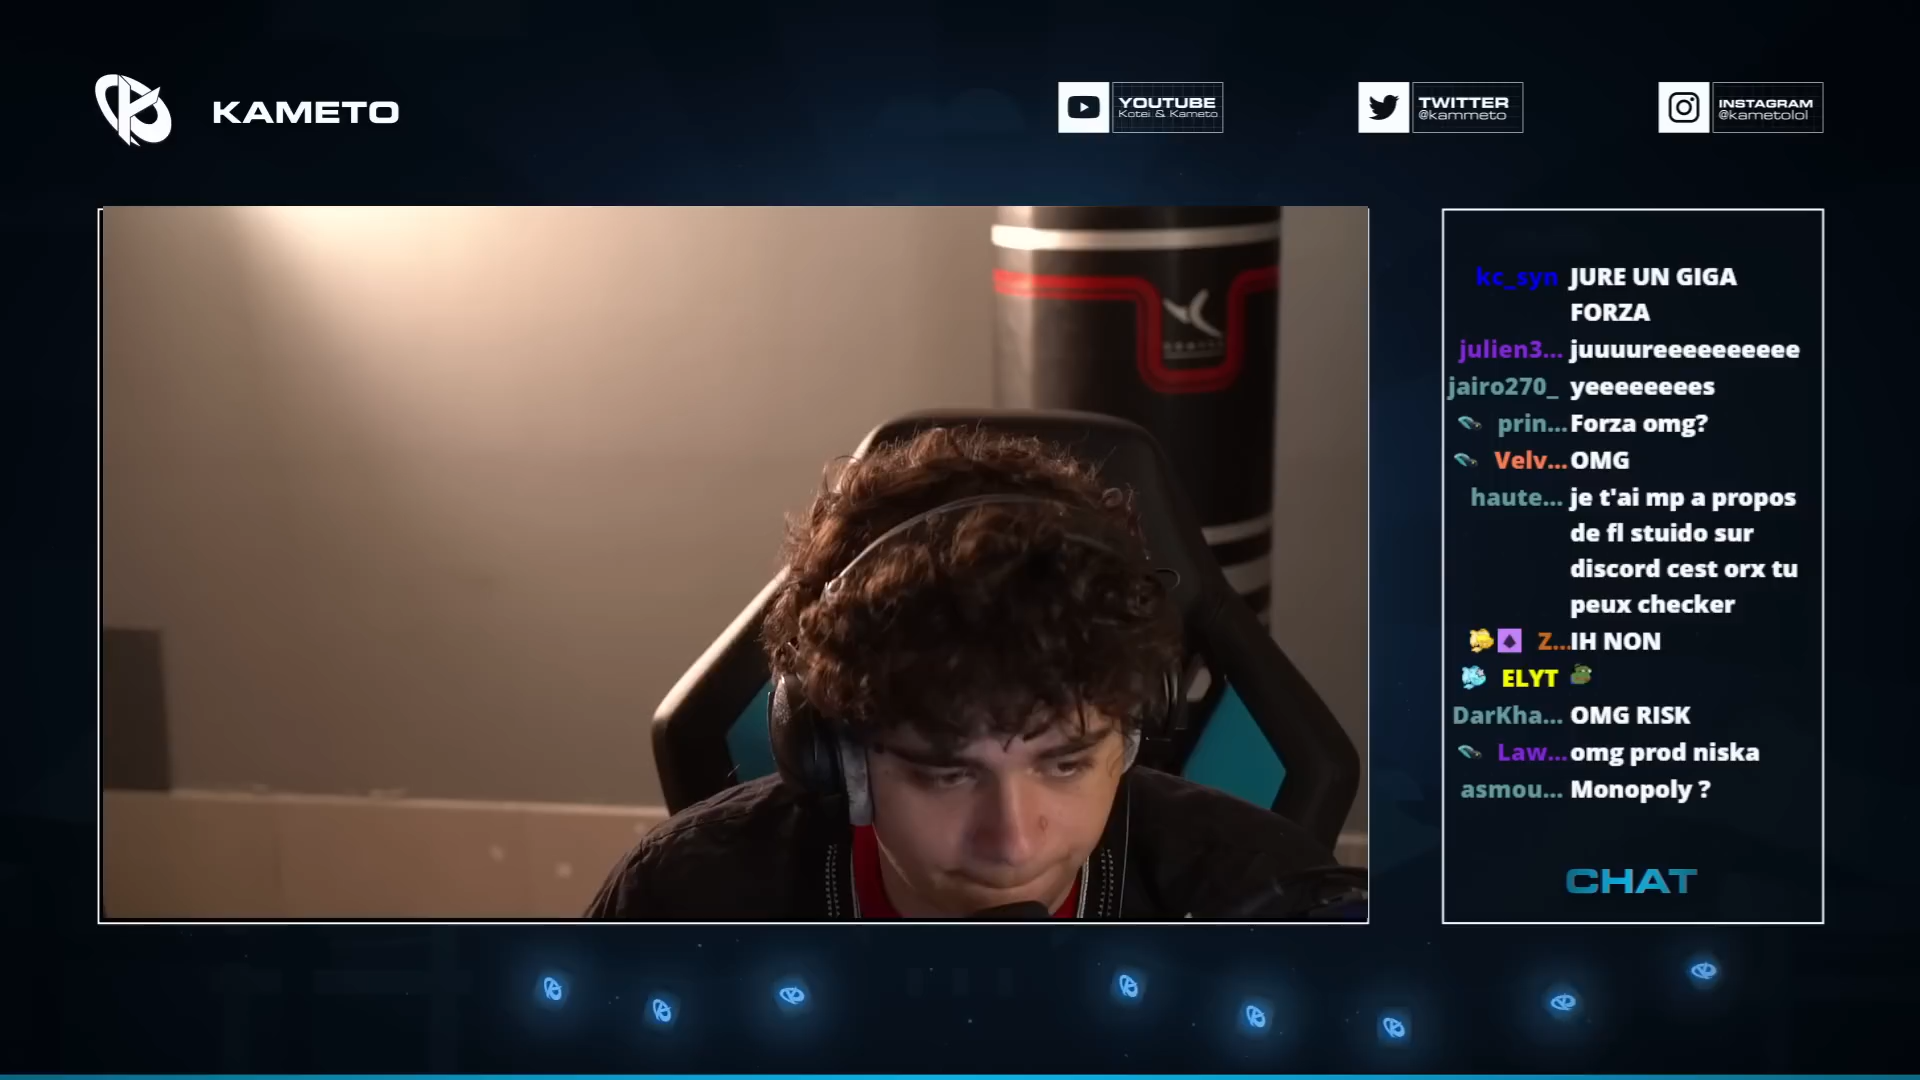 KAMETO
YOUTUBE
Kotei & Kameto
TWITTER
@kammeto
INSTAGRAM
@kametolol
kc_syn JURE UN GIGA
FORZA
julien3... juuuureeeeeeeeee
jairo270_ yeeeeeeees
prin... Forza omg?
Velv... OMG
haute... je t'ai mp a propos
de fl stuido sur
discord cest orx tu
peux checker
Z... IH NON
ELYT
DarKha... OMG RISK
Law... omg prod niska
asmou... Monopoly ?
CHAT